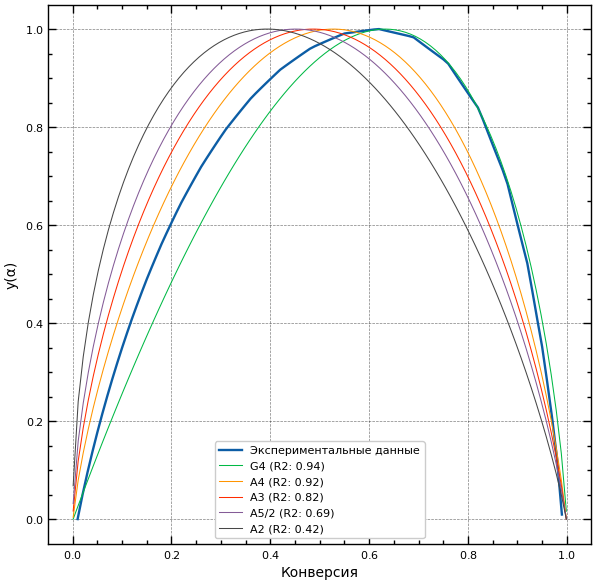 y(α)
1.0
0.8
0.6
0.4
0.2
0.0
Экспериментальные данные
G4 (R2: 0.94)
A4 (R2: 0.92)
A3 (R2: 0.82)
A5/2 (R2: 0.69)
A2 (R2: 0.42)
0.0 0.2 0.4 0.6 0.8 1.0
Конверсия